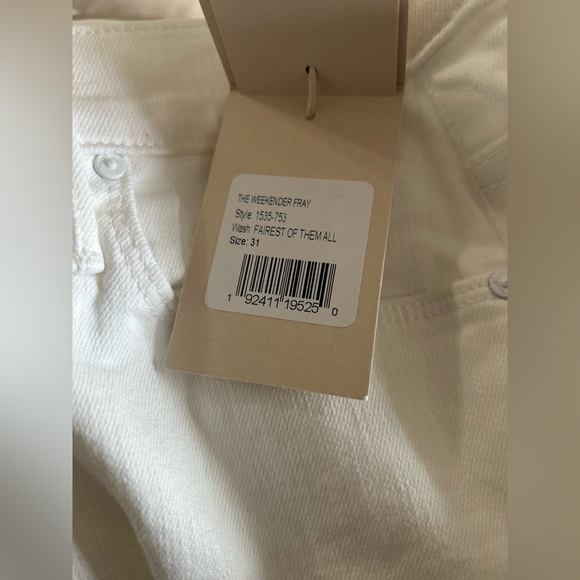 THE WEEKENDER FRAY
Style: 1535-753
Wash: FAIREST OF THEM ALL
Size: 31
1 92411 19525 0